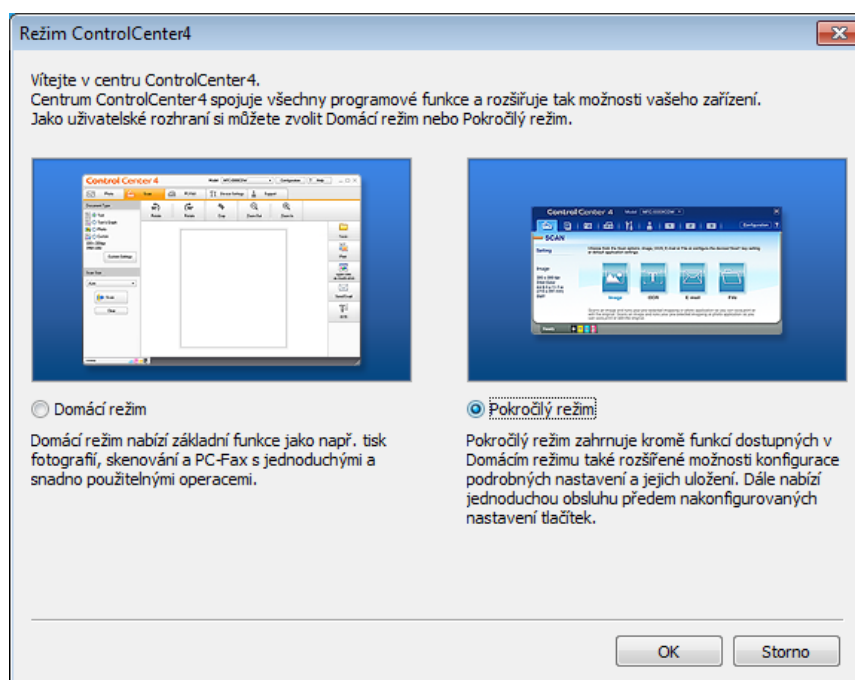 Režim ControlCenter4
Vítejte v centru ControlCenter4.
Centrum ControlCenter4 spojuje všechny programové funkce a rozšiřuje tak možnosti vašeho zařízení.
Jako uživatelské rozhraní si můžete zvolit Domácí režim nebo Pokročilý režim.
Control Center 4
Scan
Control Center 4
SCAN
Setting
Image
Image OCR E-mail File
Domácí režim
Domácí režim nabízí základní funkce jako např. tisk
fotografií, skenování a PC-Fax s jednoduchými a
snadno použitelnými operacemi.
Pokročilý režim
Pokročilý režim zahrnuje kromě funkcí dostupných v
Domácím režimu také rozšířené možnosti konfigurace
podrobných nastavení a jejich uložení. Dále nabízí
jednoduchou obsluhu předem nakonfigurovaných
nastavení tlačítek.
OK Storno